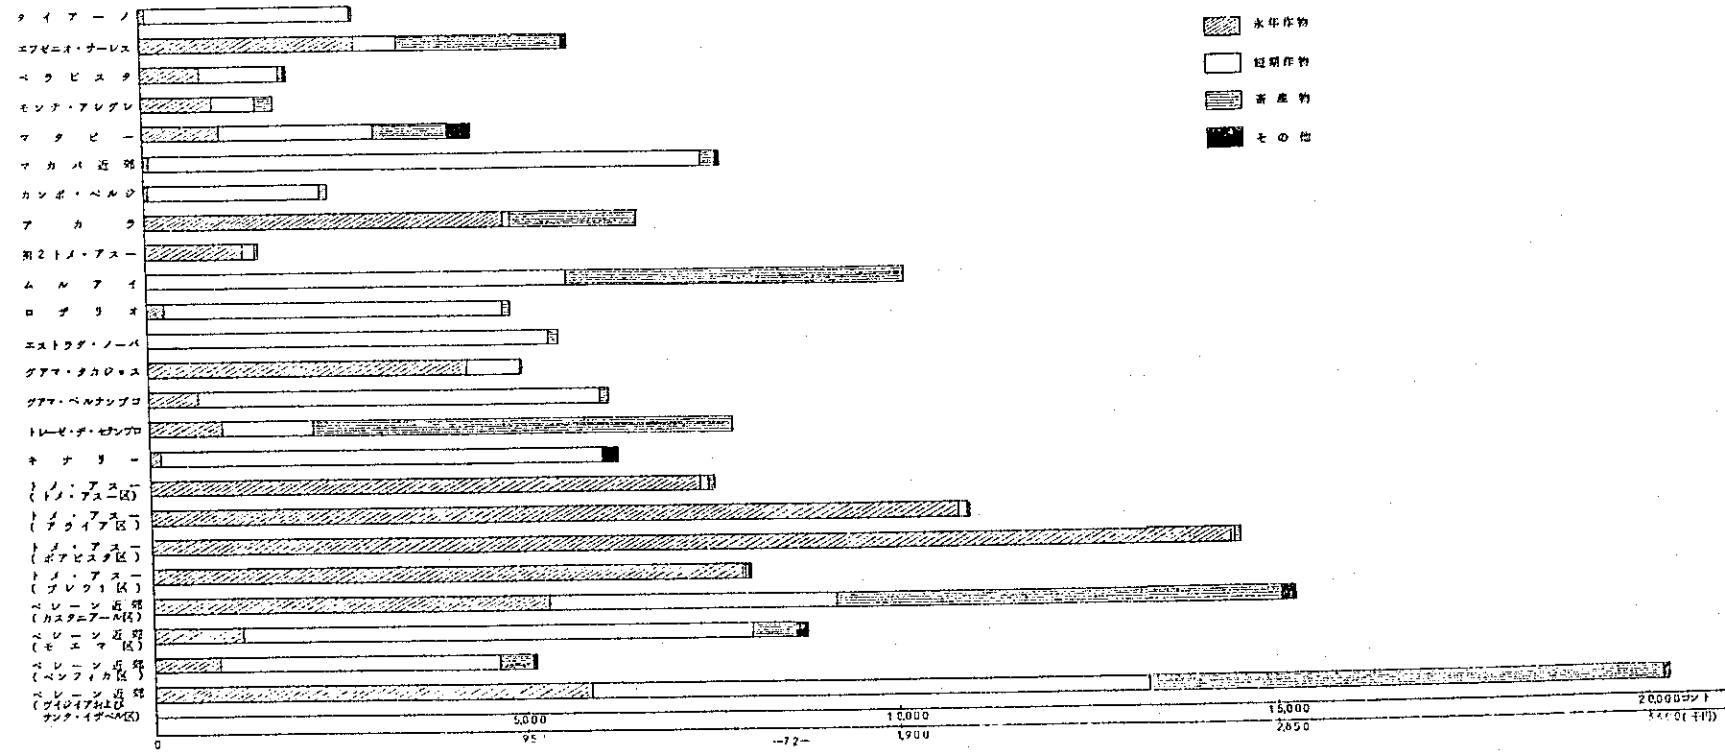 タイアーノ
エフゼニオ・サーレス
ベラビスタ
モンテ・アレグレ
マタピー
マカパ近郊
カンポ・ベルジ
アカラ
第2トメ・アスー
ムルアイ
ロザリオ
エストラダ・ノーバ
グアマ・タカジョス
グアマ・ペルナンブコ
トレーゼ・デ・セテンブロ
キナリー
トメ・アスー
(トメ・アスー区)
トメ・アスー
(アライア区)
トメ・アスー
(ボアビスタ区)
トメ・アスー
(ブレウ1区)
ベレーン近郊
(カスタニアール区)
ベレーン近郊
(モエマ区)
ベレーン近郊
(ベンフィカ区)
ベレーン近郊
(ヴイジイアおよび
サンタ・イザベル区)
永年作物
短期作物
畜産物
その他
5,000
10,000
15,000
20,000コント
0
95
1,900
2,850
(千円)
—72—